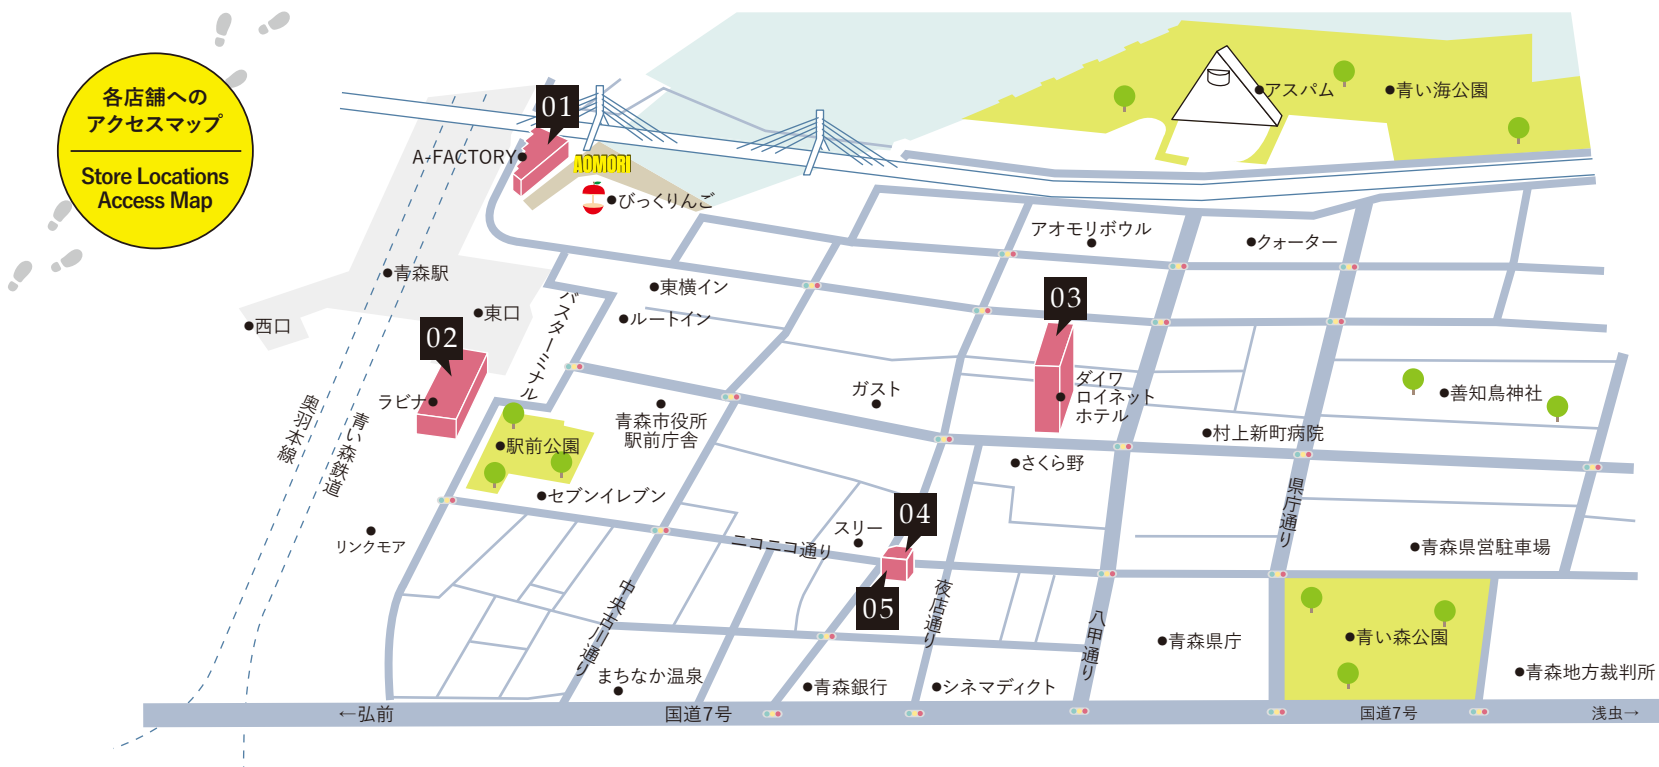 各店舗への
アクセスマップ
Store Locations
Access Map
01
A-FACTORY
AOMORI
びっくりんご
アスパム
青い海公園
アオモリボウル
クォーター
青森駅
東口
西口
バスターミナル
東横イン
ルートイン
02
ラビナ
03
ダイワ
ロイネット
ホテル
ガスト
善知鳥神社
村上新町病院
青森市役所
駅前庁舎
駅前公園
さくら野
セブンイレブン
奥羽本線
青い森鉄道
リンクモア
スリー
04
05
ニコニコ通り
県庁通り
青森県営駐車場
中央古川通り
夜店通り
八甲通り
青森県庁
青い森公園
青森地方裁判所
まちなか温泉
青森銀行
シネマディクト
←弘前
国道7号
国道7号
浅虫→